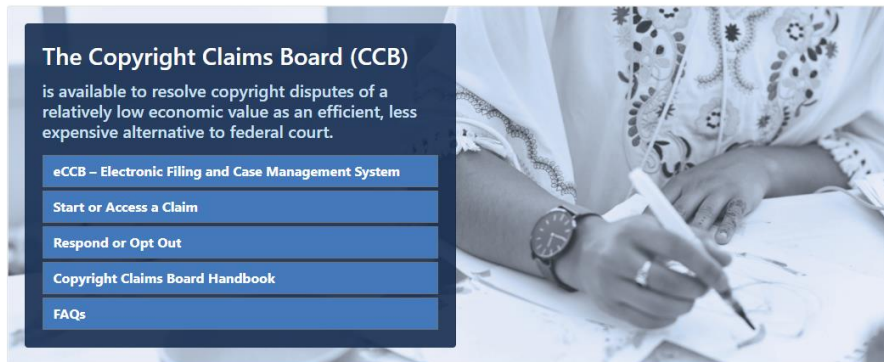 The Copyright Claims Board (CCB)
is available to resolve copyright disputes of a
relatively low economic value as an efficient, less
expensive alternative to federal court.
eCCB – Electronic Filing and Case Management System
Start or Access a Claim
Respond or Opt Out
Copyright Claims Board Handbook
FAQs